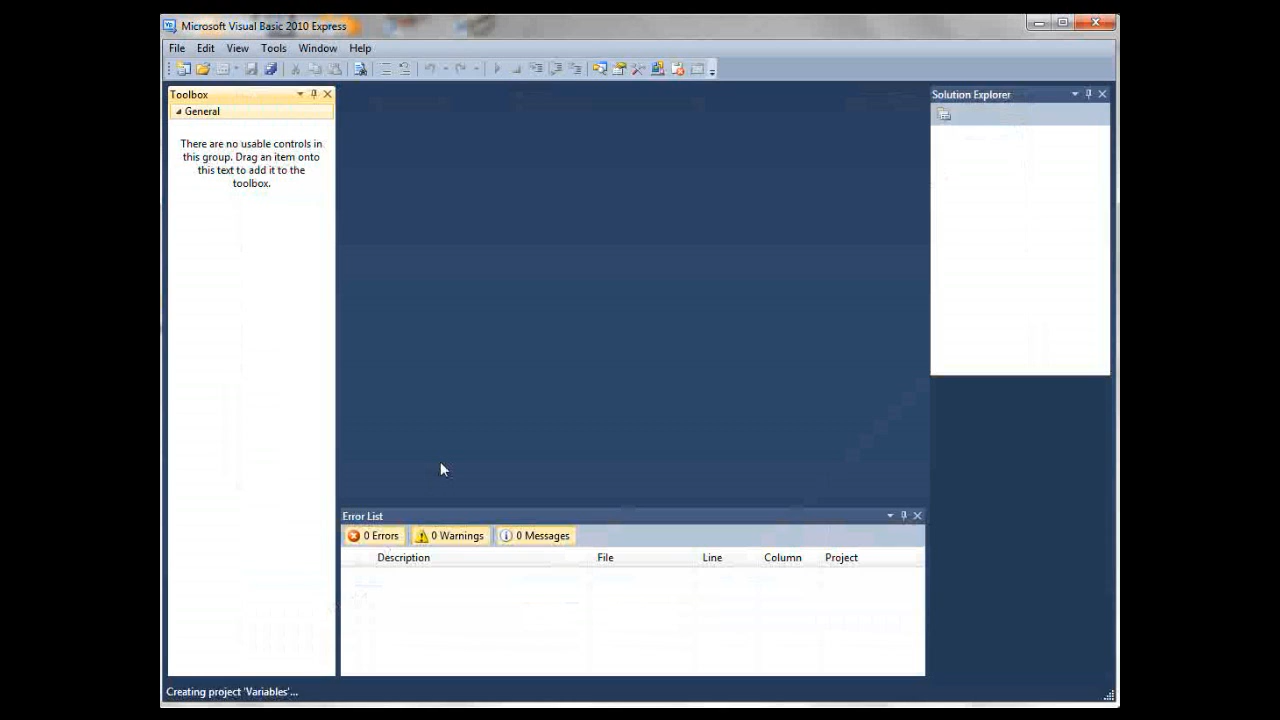 Microsoft Visual Basic 2010 Express
File Edit View Tools Window Help
Toolbox
General
There are no usable controls in
this group. Drag an item onto
this text to add it to the
toolbox.
Solution Explorer
Error List
0 Errors 0 Warnings 0 Messages
Description File Line Column Project
Creating project 'Variables'...